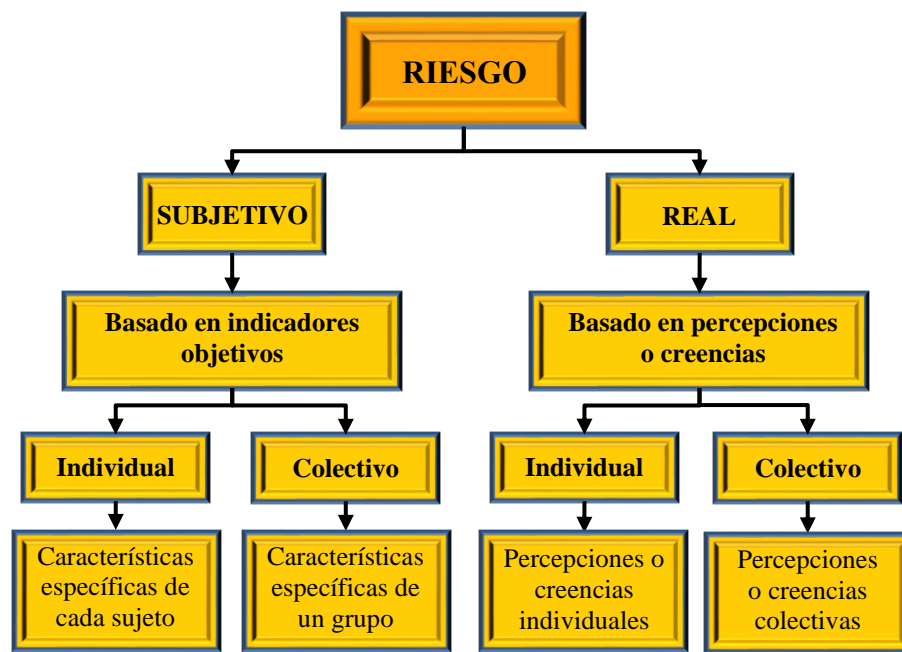 RIESGO
SUBJETIVO
REAL
Basado en indicadores
objetivos
Basado en percepciones
o creencias
Individual
Colectivo
Individual
Colectivo
Características
específicas de
cada sujeto
Características
específicas de
un grupo
Percepciones o
creencias
individuales
Percepciones
o creencias
colectivas